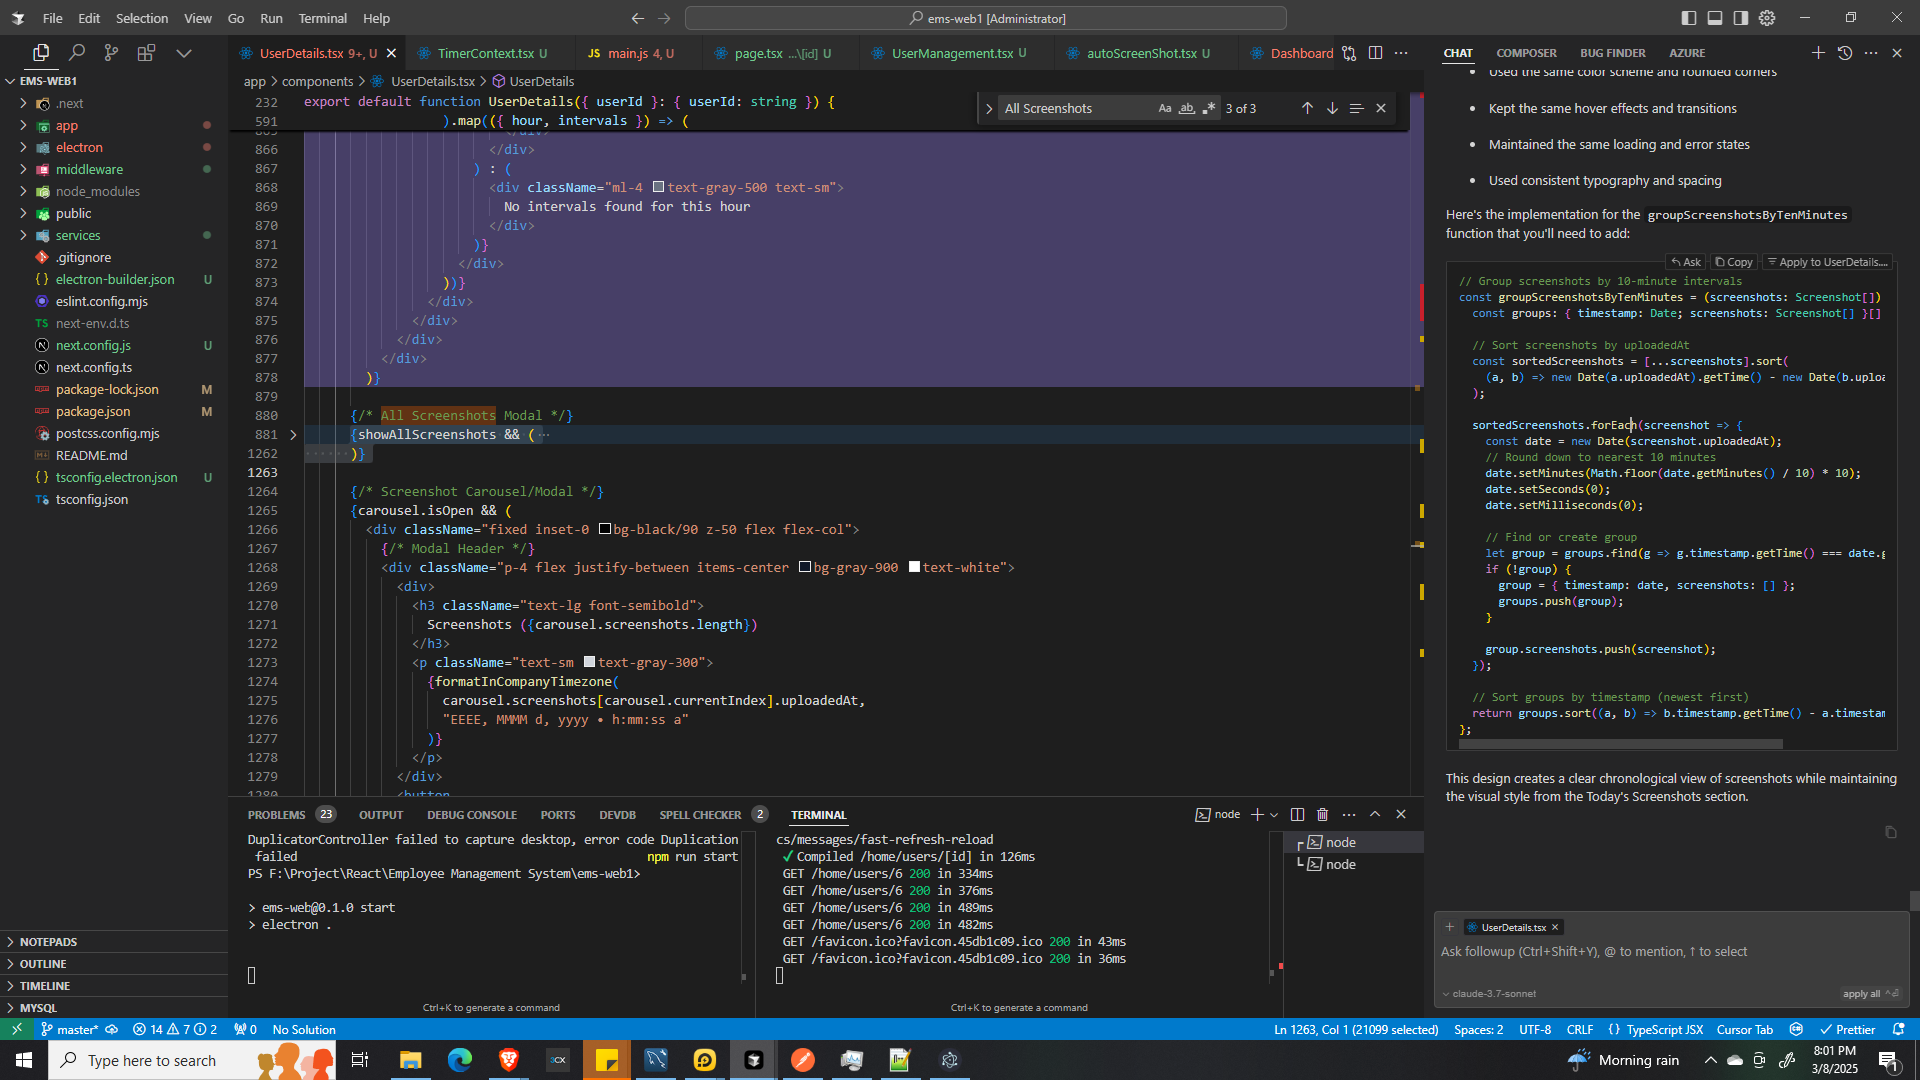 File Edit Selection View Go Run Terminal Help
ems-web1 [Administrator]
EMS-WEB1
.next
app
electron
middleware
node_modules
public
services
.gitignore
electron-builder.json U
eslint.config.mjs
next-env.d.ts
next.config.js U
next.config.ts
package-lock.json M
package.json M
postcss.config.mjs
README.md
tsconfig.electron.json U
tsconfig.json
NOTEPADS
OUTLINE
TIMELINE
MYSQL
UserDetails.tsx 9+, U TimerContext.tsx U JS main.js 4, U page.tsx ...\[id] U UserManagement.tsx U autoScreenShot.tsx U Dashboard
app > components > UserDetails.tsx > UserDetails
All Screenshots Aa ab 3 of 3
232 export default function UserDetails({ userId }: { userId: string }) {
591 ).map(({ hour, intervals }) => (
866 </div>
867 ) : (
868 <div className="ml-4 text-gray-500 text-sm">
869 No intervals found for this hour
870 </div>
871 )}
872 </div>
873 ))}
874 </div>
875 </div>
876 </div>
877 </div>
878 )}
879
880 {/* All Screenshots Modal */}
881 {showAllScreenshots && ( ...
1262 )}
1263
1264 {/* Screenshot Carousel/Modal */}
1265 {carousel.isOpen && (
1266 <div className="fixed inset-0 bg-black/90 z-50 flex flex-col">
1267 {/* Modal Header */}
1268 <div className="p-4 flex justify-between items-center bg-gray-900 text-white">
1269 <div>
1270 <h3 className="text-lg font-semibold">
1271 Screenshots ({carousel.screenshots.length})
1272 </h3>
1273 <p className="text-sm text-gray-300">
1274 {formatInCompanyTimezone(
1275 carousel.screenshots[carousel.currentIndex].uploadedAt,
1276 "EEEE, MMMM d, yyyy • h:mm:ss a"
1277 )}
1278 </p>
1279 </div>
1280 <button
PROBLEMS 23 OUTPUT DEBUG CONSOLE PORTS DEVDB SPELL CHECKER 2 TERMINAL
node
DuplicatorController failed to capture desktop, error code Duplication
failed npm run start
PS F:\Project\React\Employee Management System\ems-web1>
> ems-web@0.1.0 start
> electron .
Ctrl+K to generate a command
cs/messages/fast-refresh-reload
✓ Compiled /home/users/[id] in 126ms
GET /home/users/6 200 in 334ms
GET /home/users/6 200 in 376ms
GET /home/users/6 200 in 489ms
GET /home/users/6 200 in 482ms
GET /favicon.ico?favicon.45db1c09.ico 200 in 43ms
GET /favicon.ico?favicon.45db1c09.ico 200 in 36ms
Ctrl+K to generate a command
node
node
CHAT COMPOSER BUG FINDER AZURE
Used the same color scheme and rounded corners
• Kept the same hover effects and transitions
• Maintained the same loading and error states
• Used consistent typography and spacing
Here's the implementation for the groupScreenshotsByTenMinutes
function that you'll need to add:
Ask Copy Apply to UserDetails....
// Group screenshots by 10-minute intervals
const groupScreenshotsByTenMinutes = (screenshots: Screenshot[])
const groups: { timestamp: Date; screenshots: Screenshot[] }[]
// Sort screenshots by uploadedAt
const sortedScreenshots = [...screenshots].sort(
(a, b) => new Date(a.uploadedAt).getTime() - new Date(b.uploa
);
sortedScreenshots.forEach(screenshot => {
const date = new Date(screenshot.uploadedAt);
// Round down to nearest 10 minutes
date.setMinutes(Math.floor(date.getMinutes() / 10) * 10);
date.setSeconds(0);
date.setMilliseconds(0);
// Find or create group
let group = groups.find(g => g.timestamp.getTime() === date.g
if (!group) {
group = { timestamp: date, screenshots: [] };
groups.push(group);
}
group.screenshots.push(screenshot);
});
// Sort groups by timestamp (newest first)
return groups.sort((a, b) => b.timestamp.getTime() - a.timestam
};
This design creates a clear chronological view of screenshots while maintaining
the visual style from the Today's Screenshots section.
UserDetails.tsx
Ask followup (Ctrl+Shift+Y), @ to mention, ↑ to select
claude-3.7-sonnet apply all
master* 14 7 2 0 No Solution Ln 1263, Col 1 (21099 selected) Spaces: 2 UTF-8 CRLF {} TypeScript JSX Cursor Tab Prettier
Type here to search Morning rain 8:01 PM
3/8/2025
1